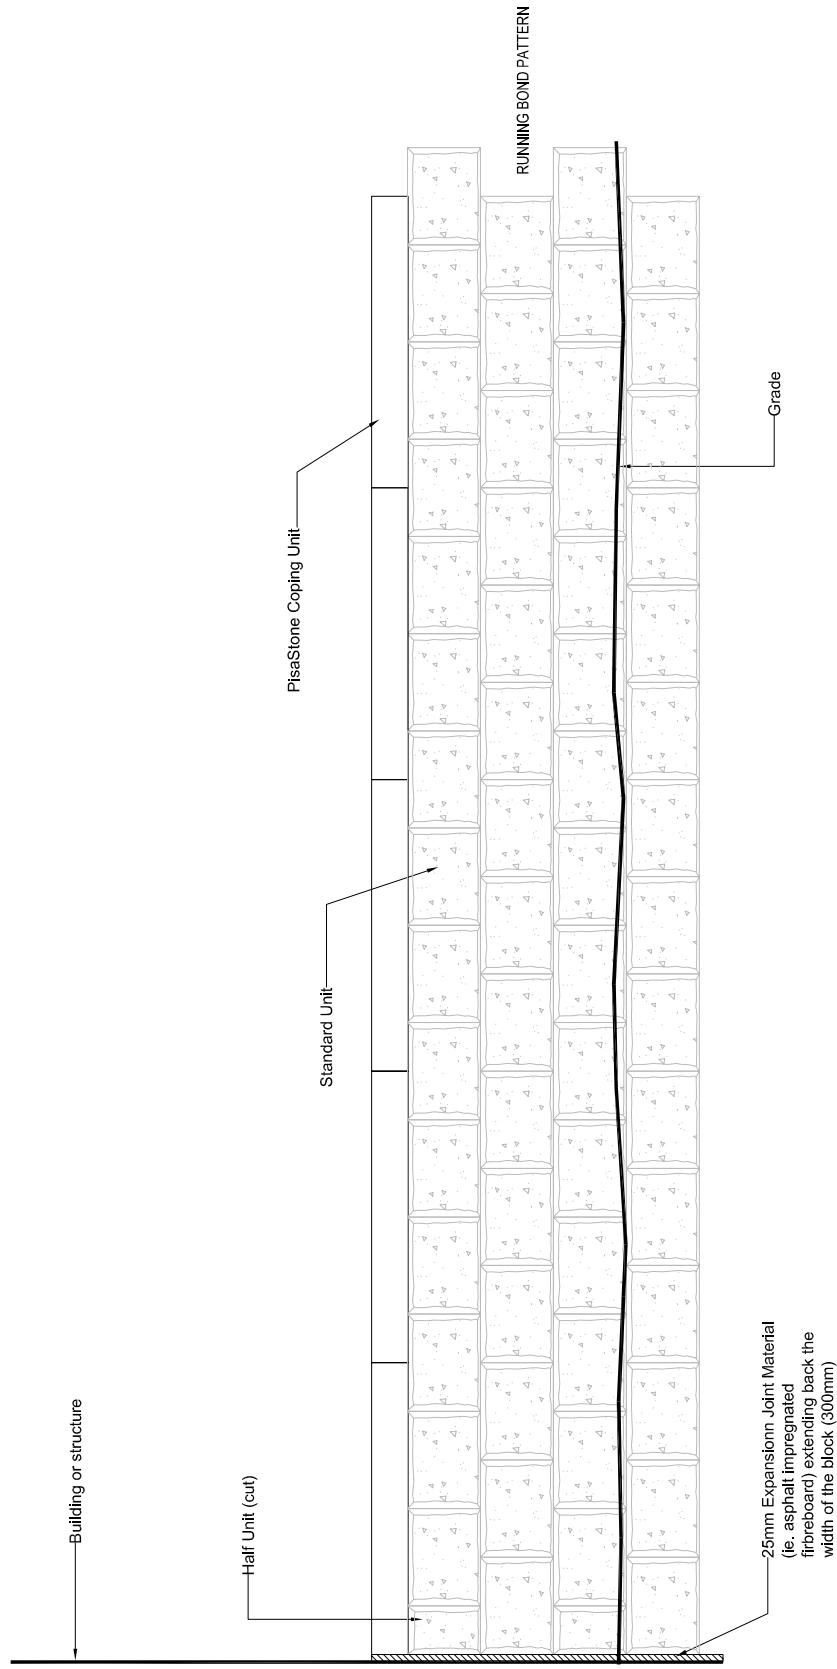 RUNNING BOND PATTERN
Grade
PisaStone Coping Unit
Standard Unit
Building or structure
Half Unit (cut)
25mm Expansionn Joint Material
(ie. asphalt impregnated
firbreboard) extending back the
width of the block (300mm)